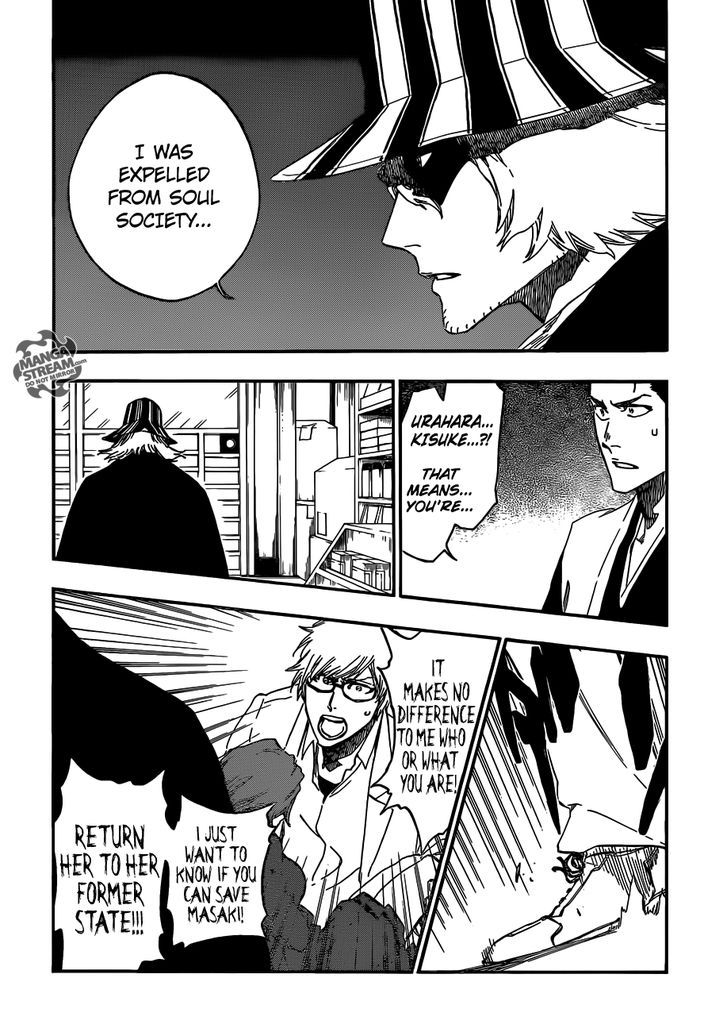 I WAS
EXPELLED
FROM SOUL
SOCIETY...
MANGA
STREAM.com
DO NOT MIRROR!
URAHARA...
KISUKE...?!
THAT
MEANS...
YOU'RE...
IT
MAKES NO
DIFFERENCE
TO ME WHO
OR WHAT
YOU ARE!
I JUST
WANT TO
KNOW IF YOU
CAN SAVE
MASAKI!
RETURN
HER TO HER
FORMER
STATE!!!